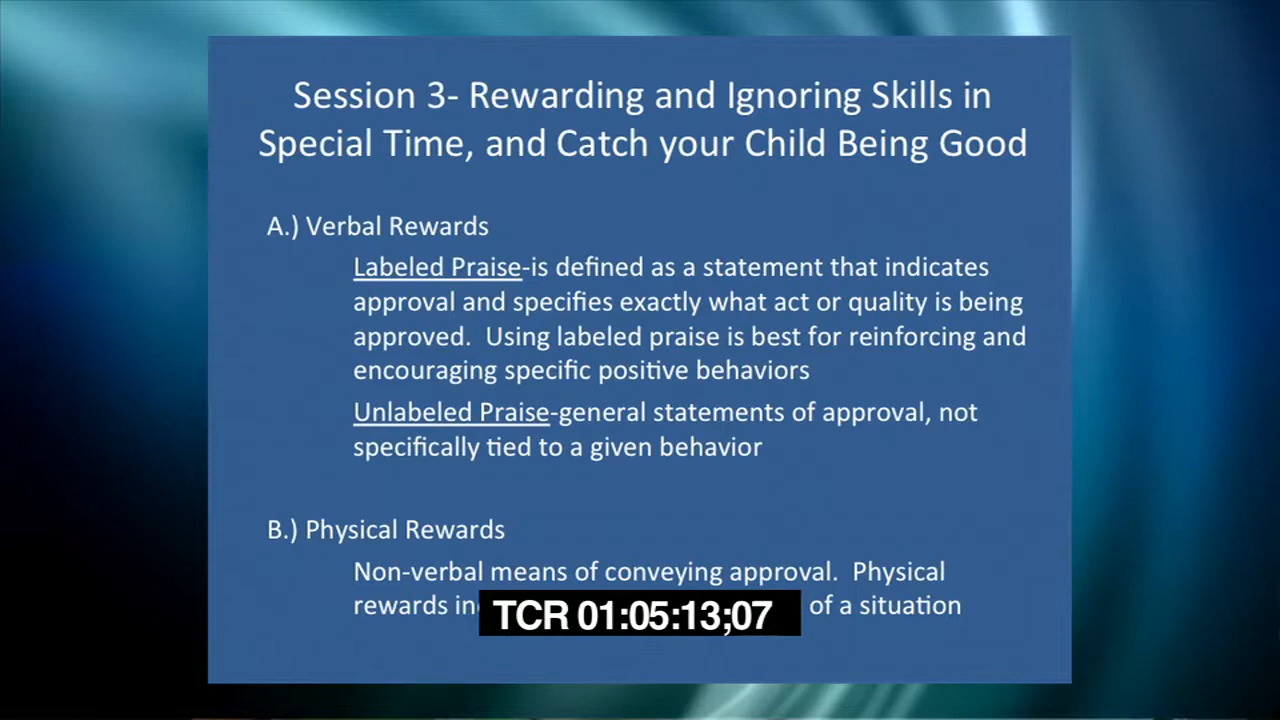 Session 3- Rewarding and Ignoring Skills in
Special Time, and Catch your Child Being Good
A.) Verbal Rewards
Labeled Praise-is defined as a statement that indicates
approval and specifies exactly what act or quality is being
approved.  Using labeled praise is best for reinforcing and
encouraging specific positive behaviors
Unlabeled Praise-general statements of approval, not
specifically tied to a given behavior
B.) Physical Rewards
Non-verbal means of conveying approval.  Physical
rewards of a situation
TCR 01:05:13;07